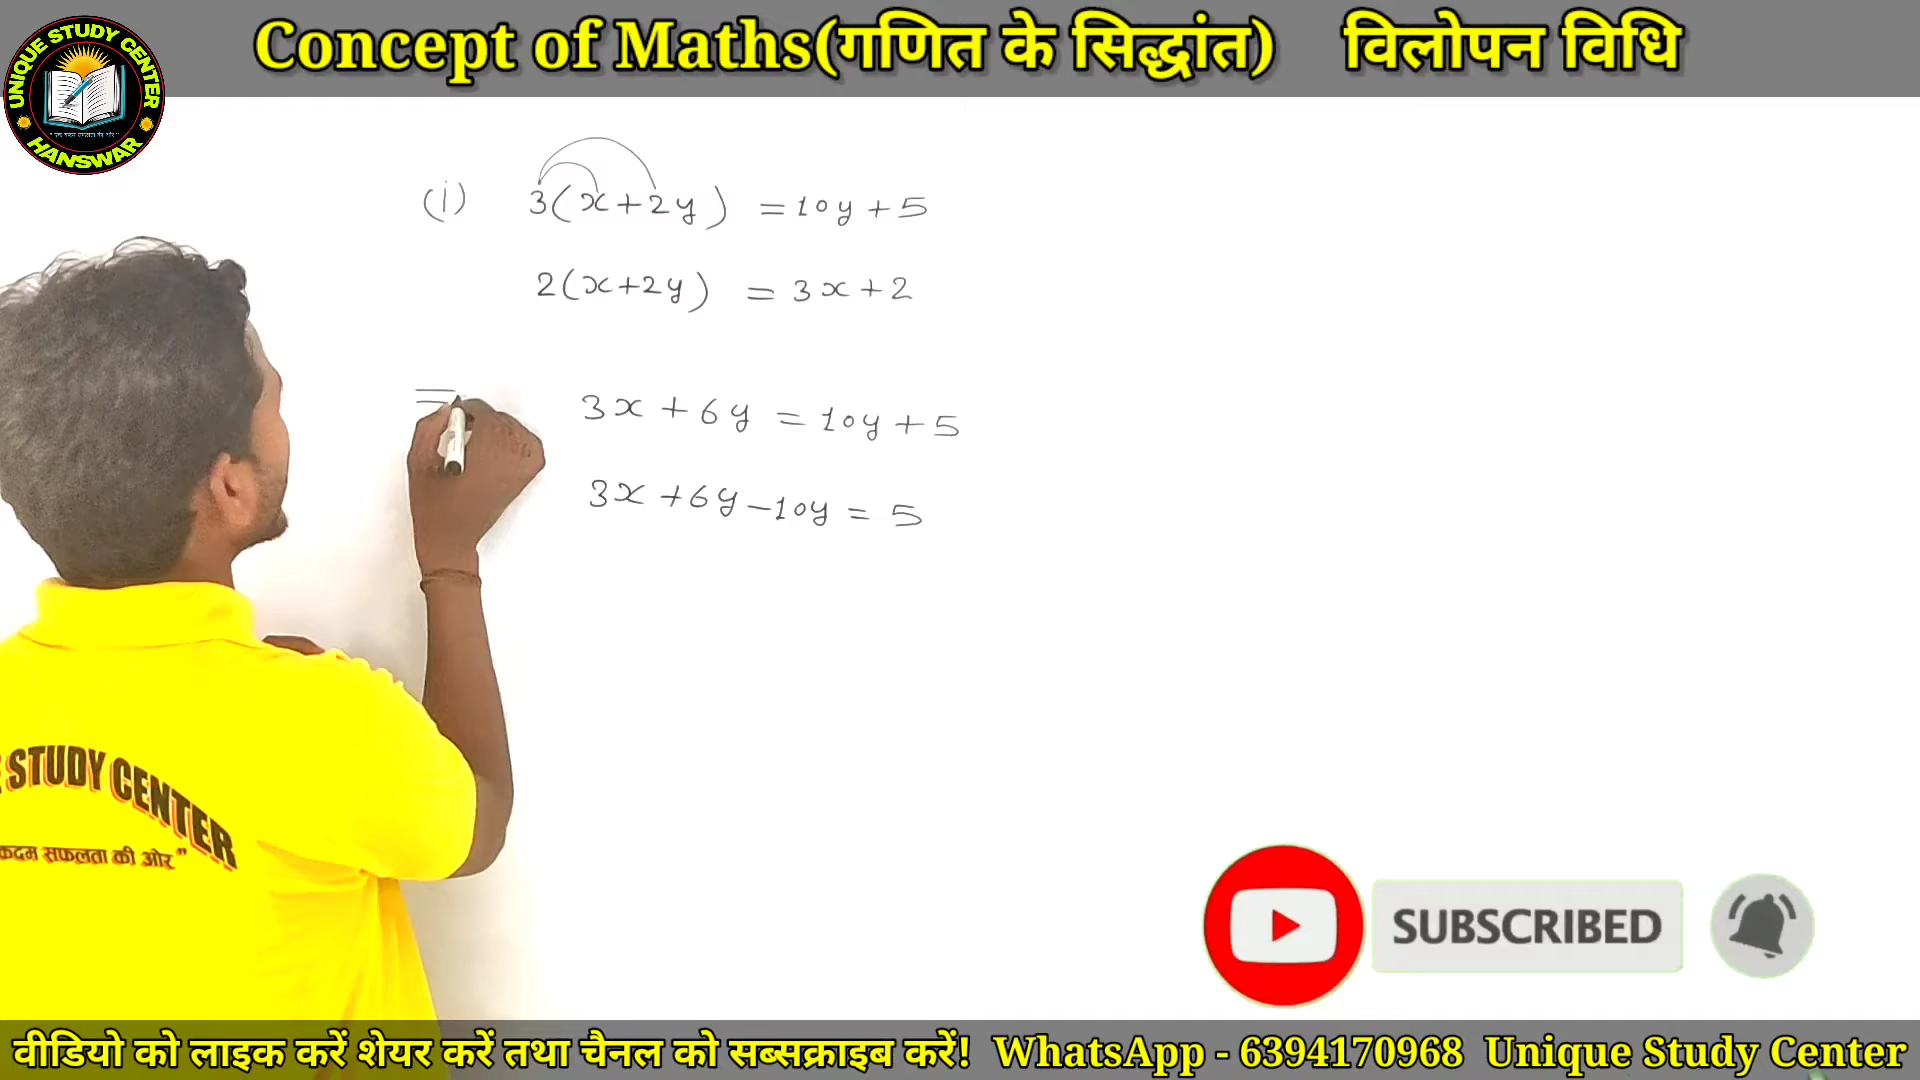 Concept of Maths(गणित के सिद्धांत) विलोपन विधि
UNIQUE STUDY CENTER
HANSWAR
(i) 3(x+2y) = 10y+5
2(x+2y) = 3x+2
3x+6y = 10y+5
3x+6y-10y = 5
STUDY CENTER
कदम सफलता की ओर"
SUBSCRIBED
वीडियो को लाइक करें शेयर करें तथा चैनल को सब्सक्राइब करें! WhatsApp - 6394170968 Unique Study Center